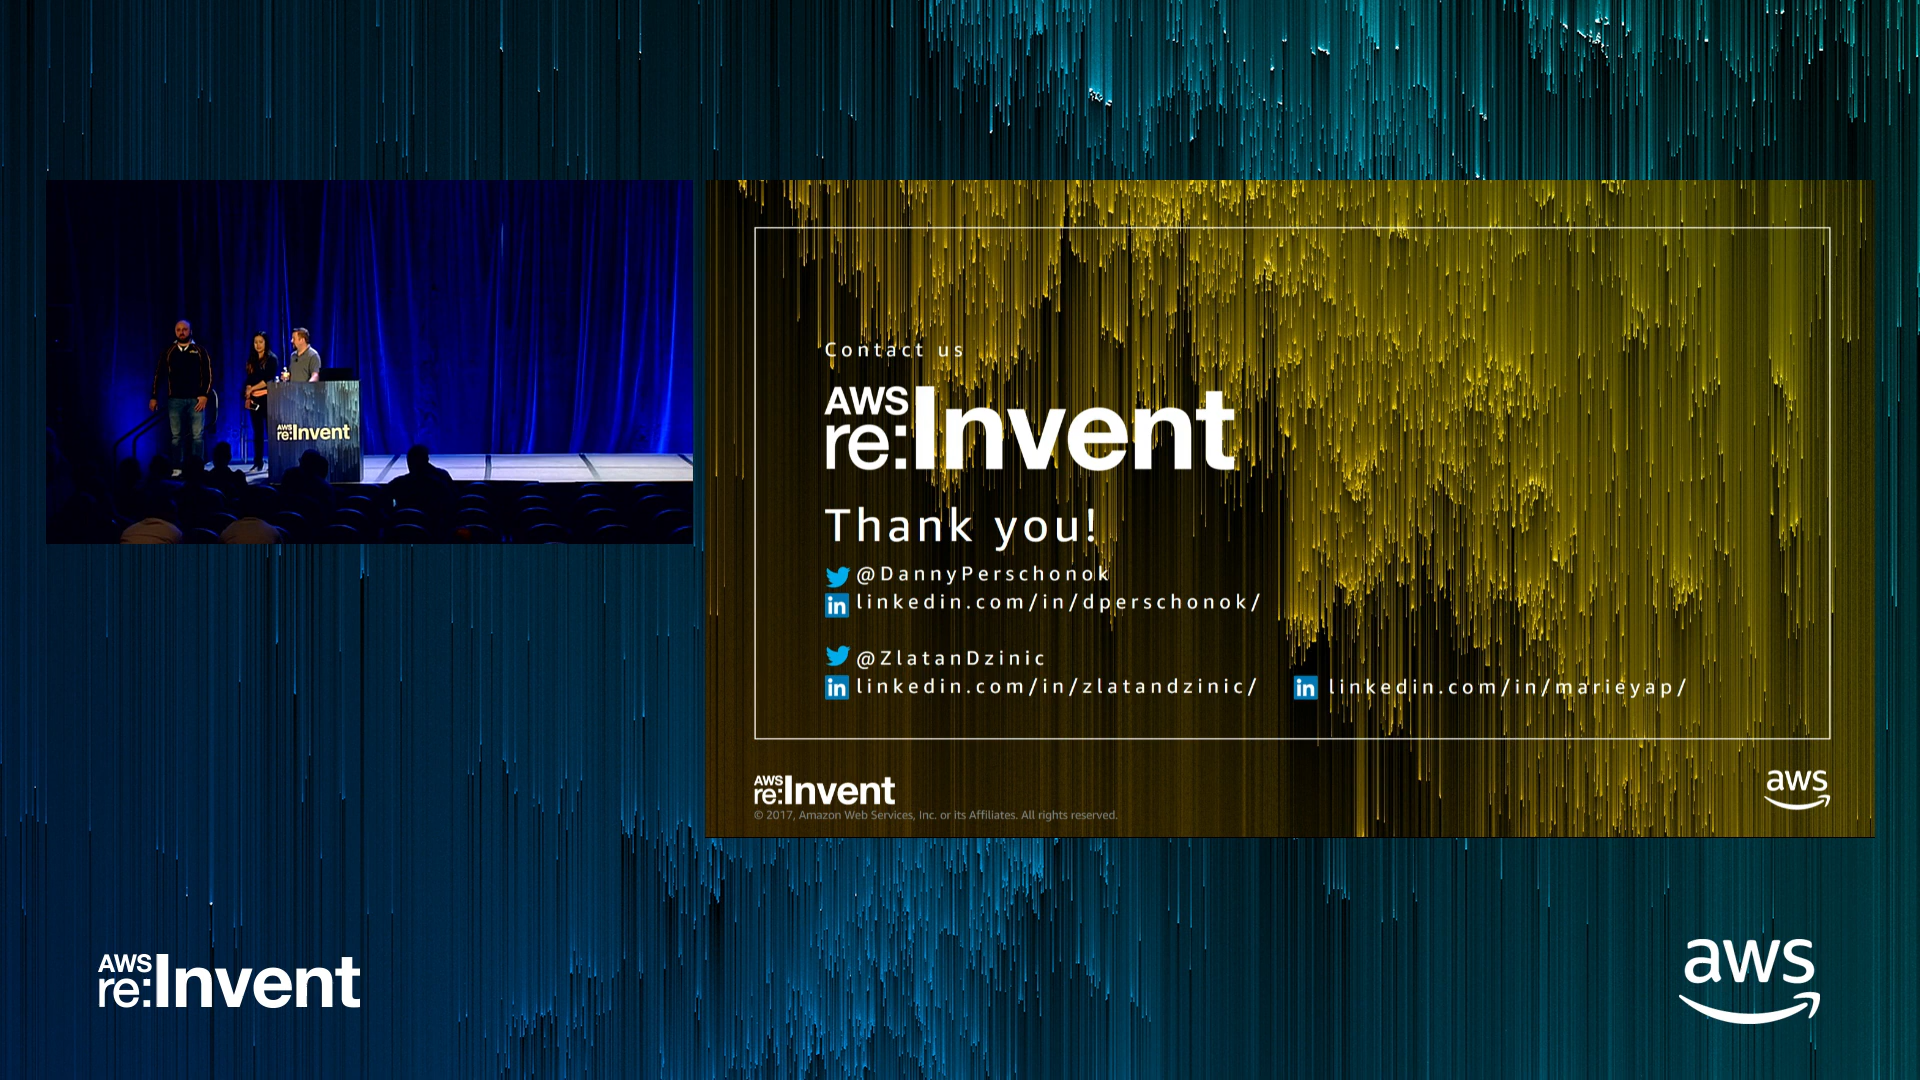 AWS
re:Invent
Contact us
AWS
re:Invent
Thank you!
@DannyPerschonok
linkedin.com/in/dperschonok/
@ZlatanDzinic
linkedin.com/in/zlatandzinic/
linkedin.com/in/marieyap/
AWS
re:Invent
© 2017, Amazon Web Services, Inc. or its Affiliates. All rights reserved.
aws
AWS
re:Invent
aws